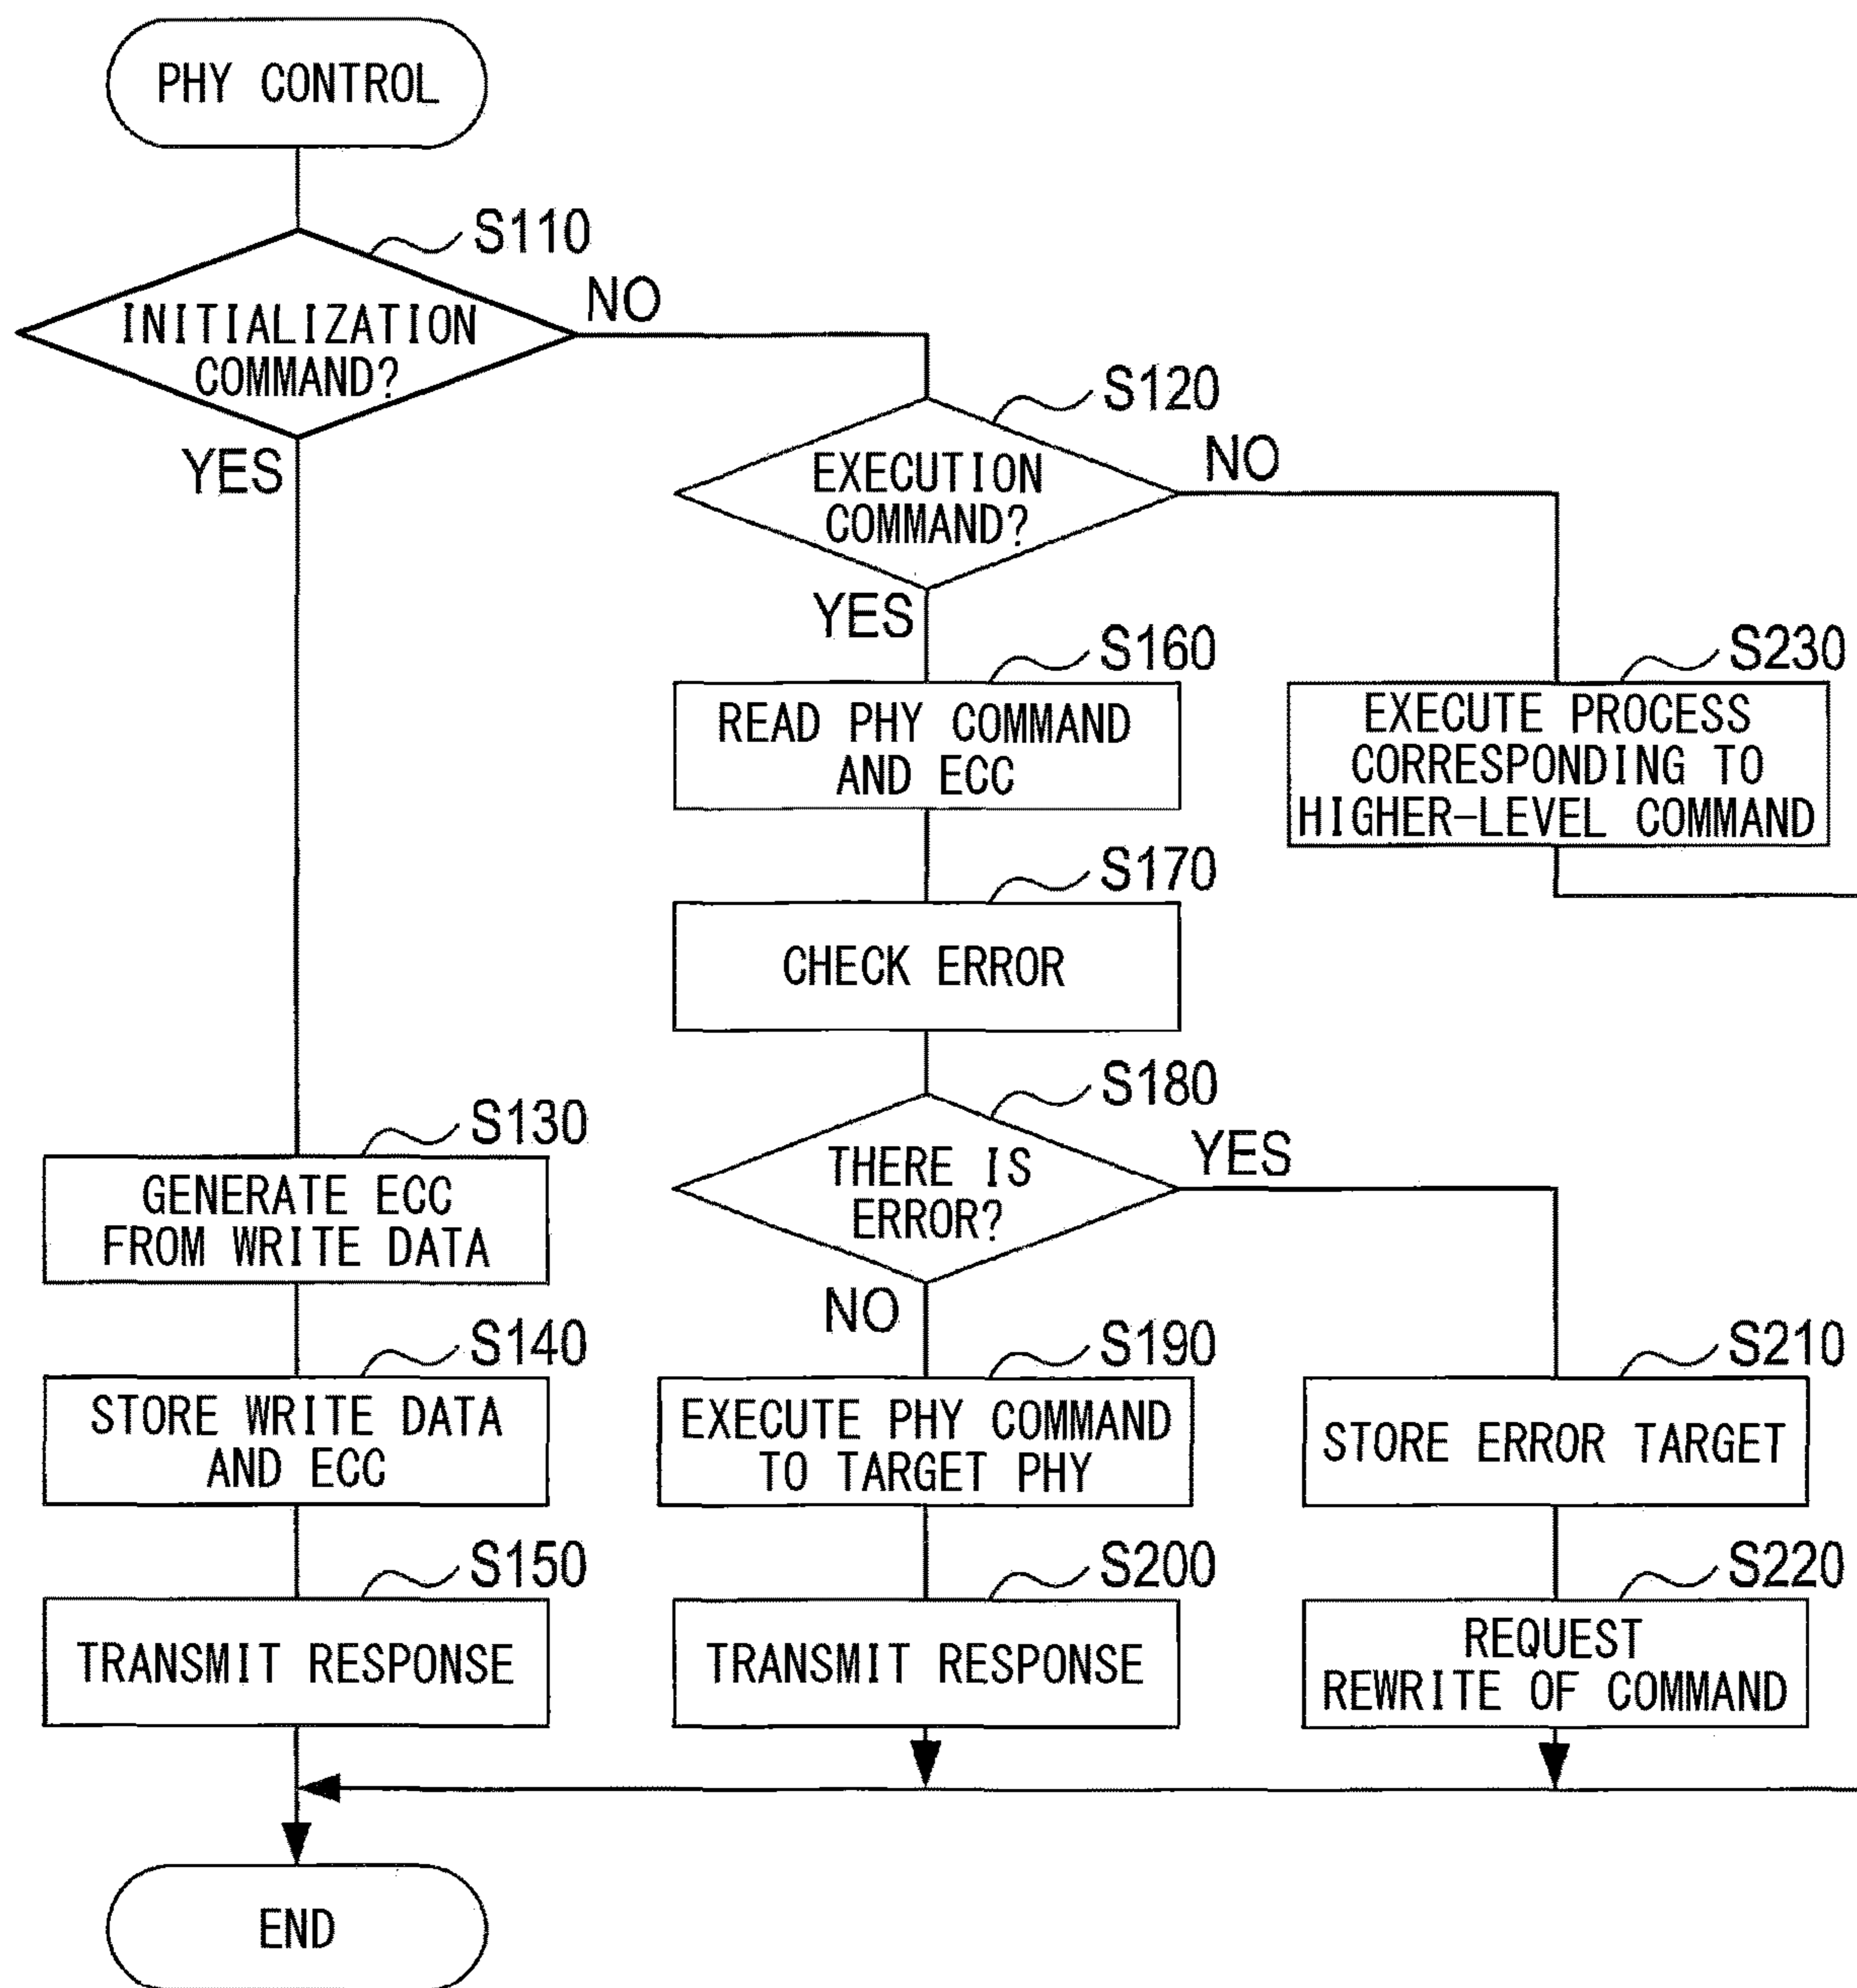 PHY CONTROL
S110
INITIALIZATION
COMMAND?
NO
YES
S120
EXECUTION
COMMAND?
NO
YES
S160
READ PHY COMMAND
AND ECC
S230
EXECUTE PROCESS
CORRESPONDING TO
HIGHER-LEVEL COMMAND
S170
CHECK ERROR
S180
THERE IS
ERROR?
YES
NO
S130
GENERATE ECC
FROM WRITE DATA
S140
STORE WRITE DATA
AND ECC
S150
TRANSMIT RESPONSE
S190
EXECUTE PHY COMMAND
TO TARGET PHY
S200
TRANSMIT RESPONSE
S210
STORE ERROR TARGET
S220
REQUEST
REWRITE OF COMMAND
END